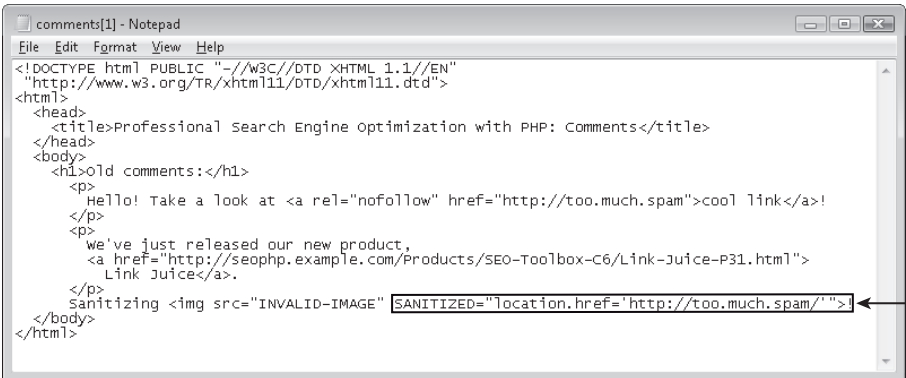 comments[1] - Notepad
File Edit Format View Help
<!DOCTYPE html PUBLIC "-//W3C//DTD XHTML 1.1//EN"
"http://www.w3.org/TR/xhtml11/DTD/xhtml11.dtd">
<html>
<head>
<title>Professional Search Engine Optimization with PHP: Comments</title>
</head>
<body>
<h1>Old comments:</h1>
<p>
Hello! Take a look at <a rel="nofollow" href="http://too.much.spam">cool link</a>!
</p>
<p>
We've just released our new product,
<a href="http://seophp.example.com/Products/SEO-Toolbox-C6/Link-Juice-P31.html">
Link Juice</a>.
</p>
Sanitizing <img src="INVALID-IMAGE" SANITIZED="location.href='http://too.much.spam/'">!
</body>
</html>